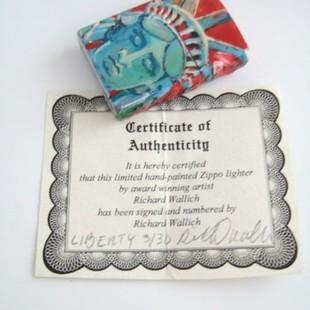 Certificate of
Authenticity
It is hereby certified
that this limited hand-painted Zippo lighter
by award winning artist
Richard Wallich
has been signed and numbered by
Richard Wallich
LIBERTY 9/30